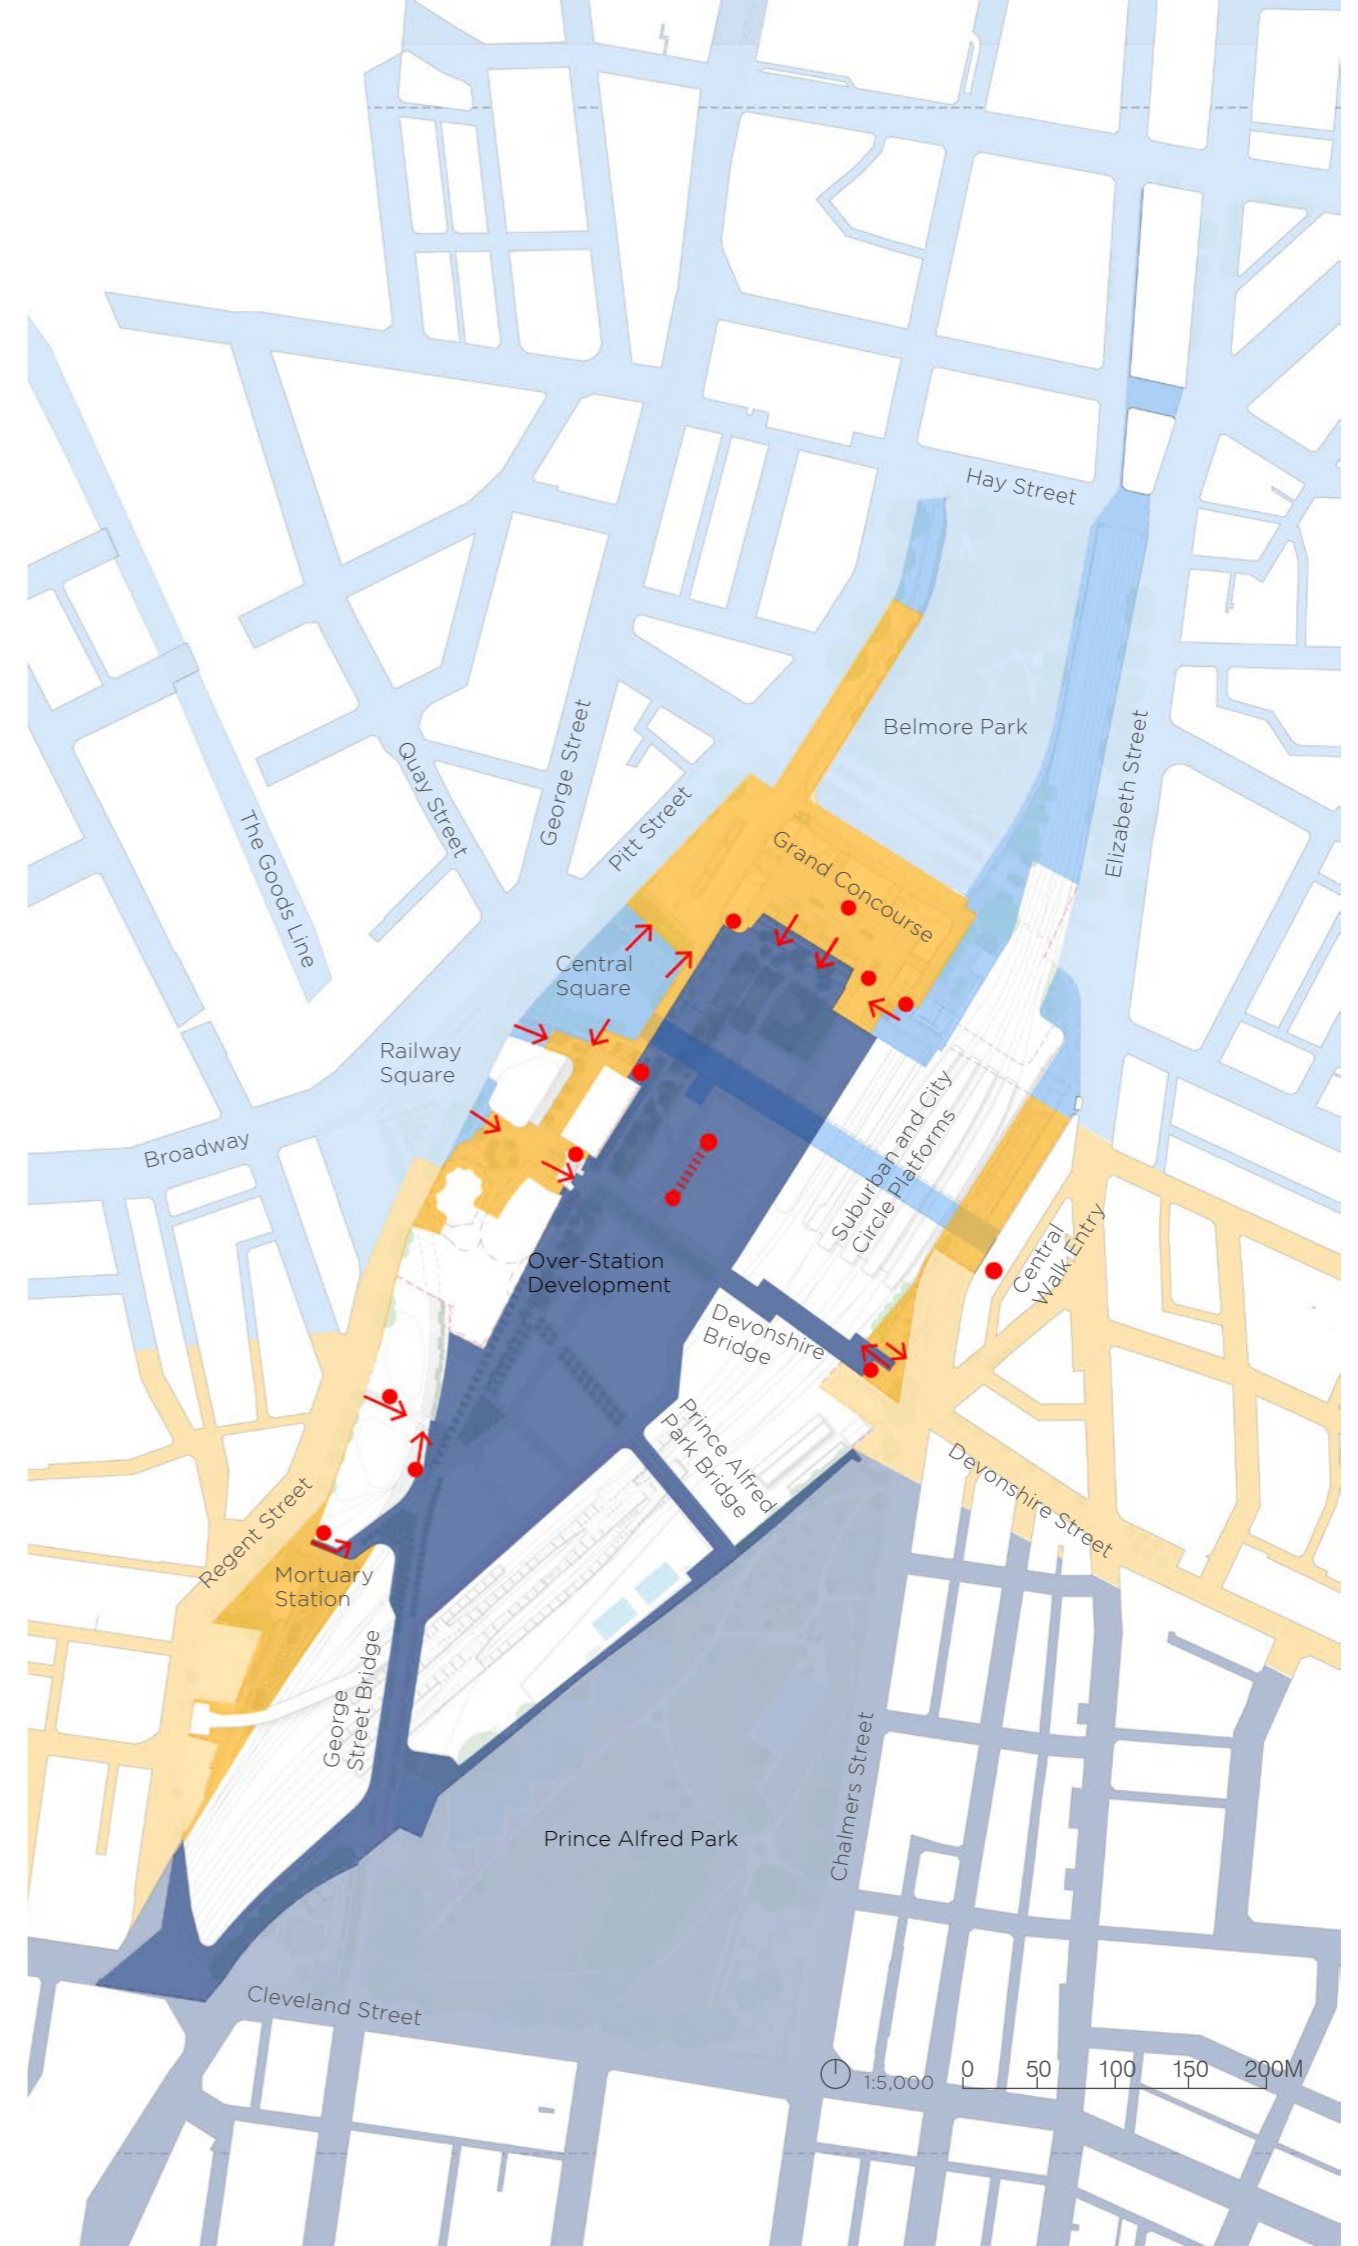 Hay Street
Belmore Park
Elizabeth Street
George Street
Quay Street
Pitt Street
The Goods Line
Grand Concourse
Central
Square
Railway
Square
Broadway
Suburban and City
Circle Platforms
Central
Walk Entry
Over-Station
Development
Devonshire
Bridge
Prince Alfred
Park Bridge
Devonshire Street
Regent Street
Mortuary
Station
George
Street Bridge
Chalmers Street
Prince Alfred Park
Cleveland Street
1:5,000
0 50 100 150 200M